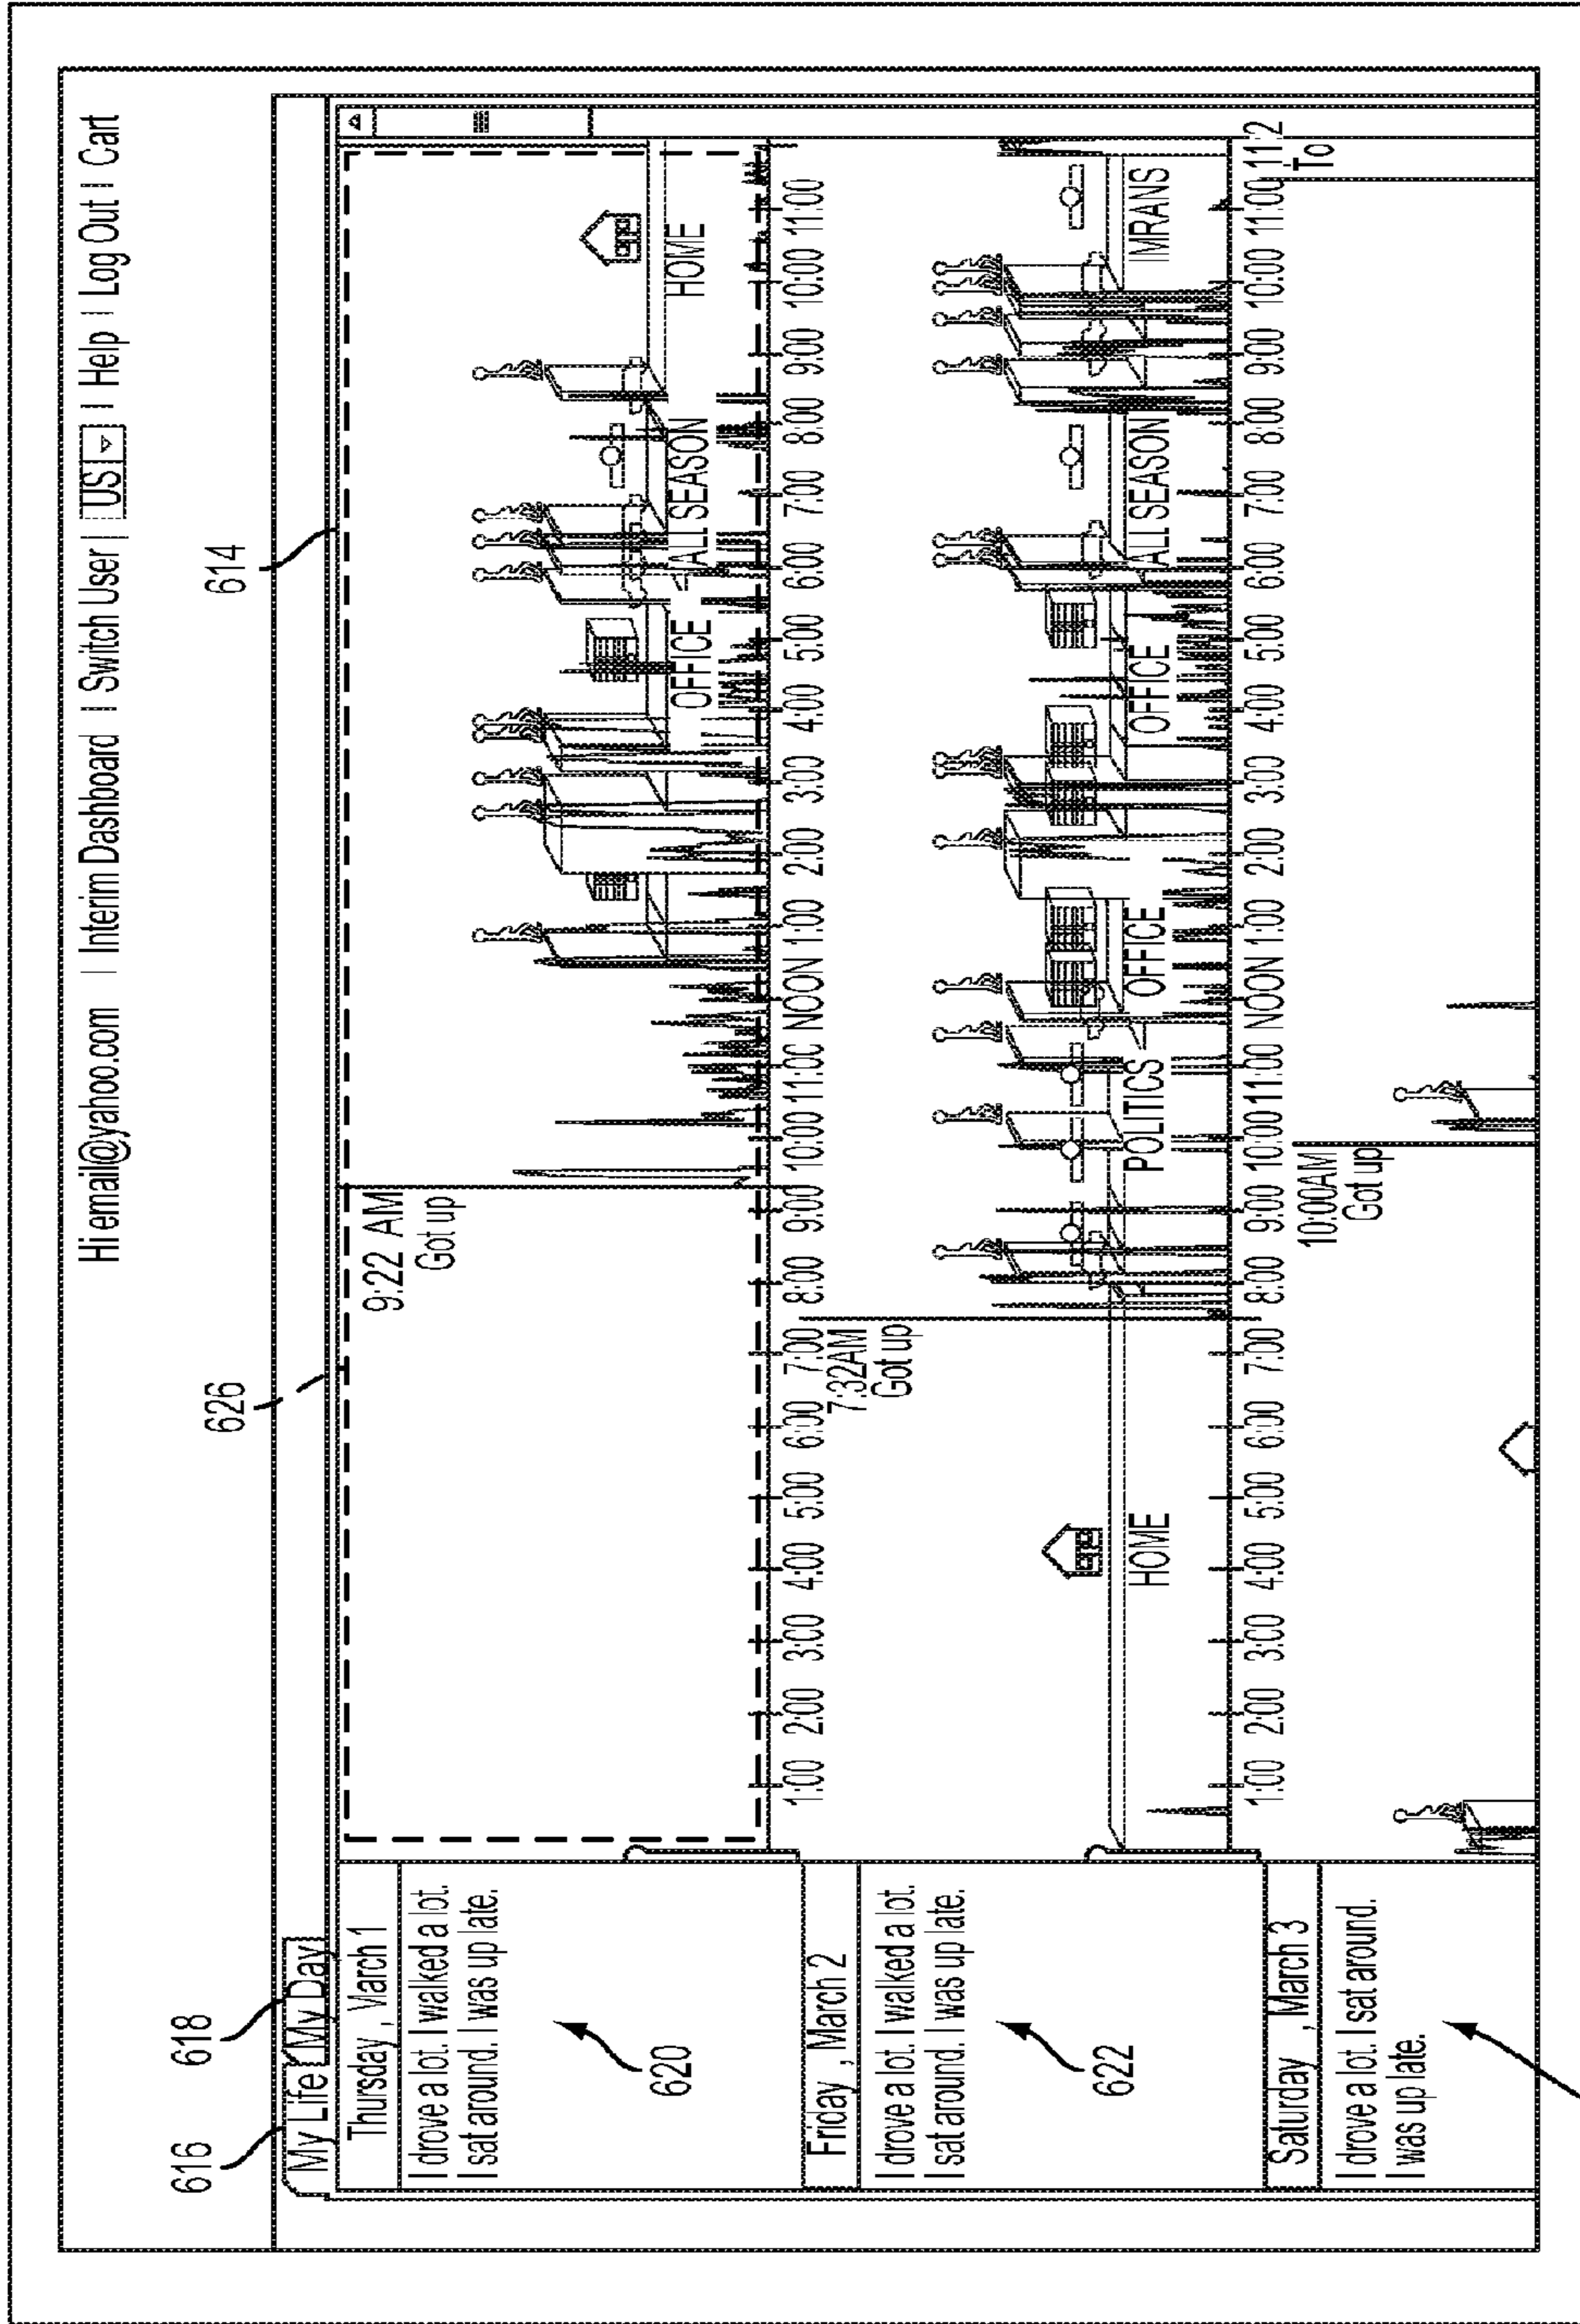 Hi email@yahoo.com | Interim Dashboard | Switch User | US | Help | Log Out | Cart
614
626
618
616
My Life My Day
Thursday , March 1
I drove a lot. I walked a lot.
I sat around. I was up late.
620
9:22 AM
Got up
OFFICE ALL SEASON HOME
1:00 2:00 3:00 4:00 5:00 6:00 7:00 8:00 9:00 10:00 11:00 NOON 1:00 2:00 3:00 4:00 5:00 6:00 7:00 8:00 9:00 10:00 11:00
Friday , March 2
I drove a lot. I walked a lot.
I sat around. I was up late.
622
7:32AM
Got up
HOME POLITICS OFFICE OFFICE ALL SEASON IMRANS
1:00 2:00 3:00 4:00 5:00 6:00 7:00 8:00 9:00 10:00 11:00 NOON 1:00 2:00 3:00 4:00 5:00 6:00 7:00 8:00 9:00 10:00 11:00 112
To
Saturday , March 3
I drove a lot. I sat around.
I was up late.
10:00AM
Got up